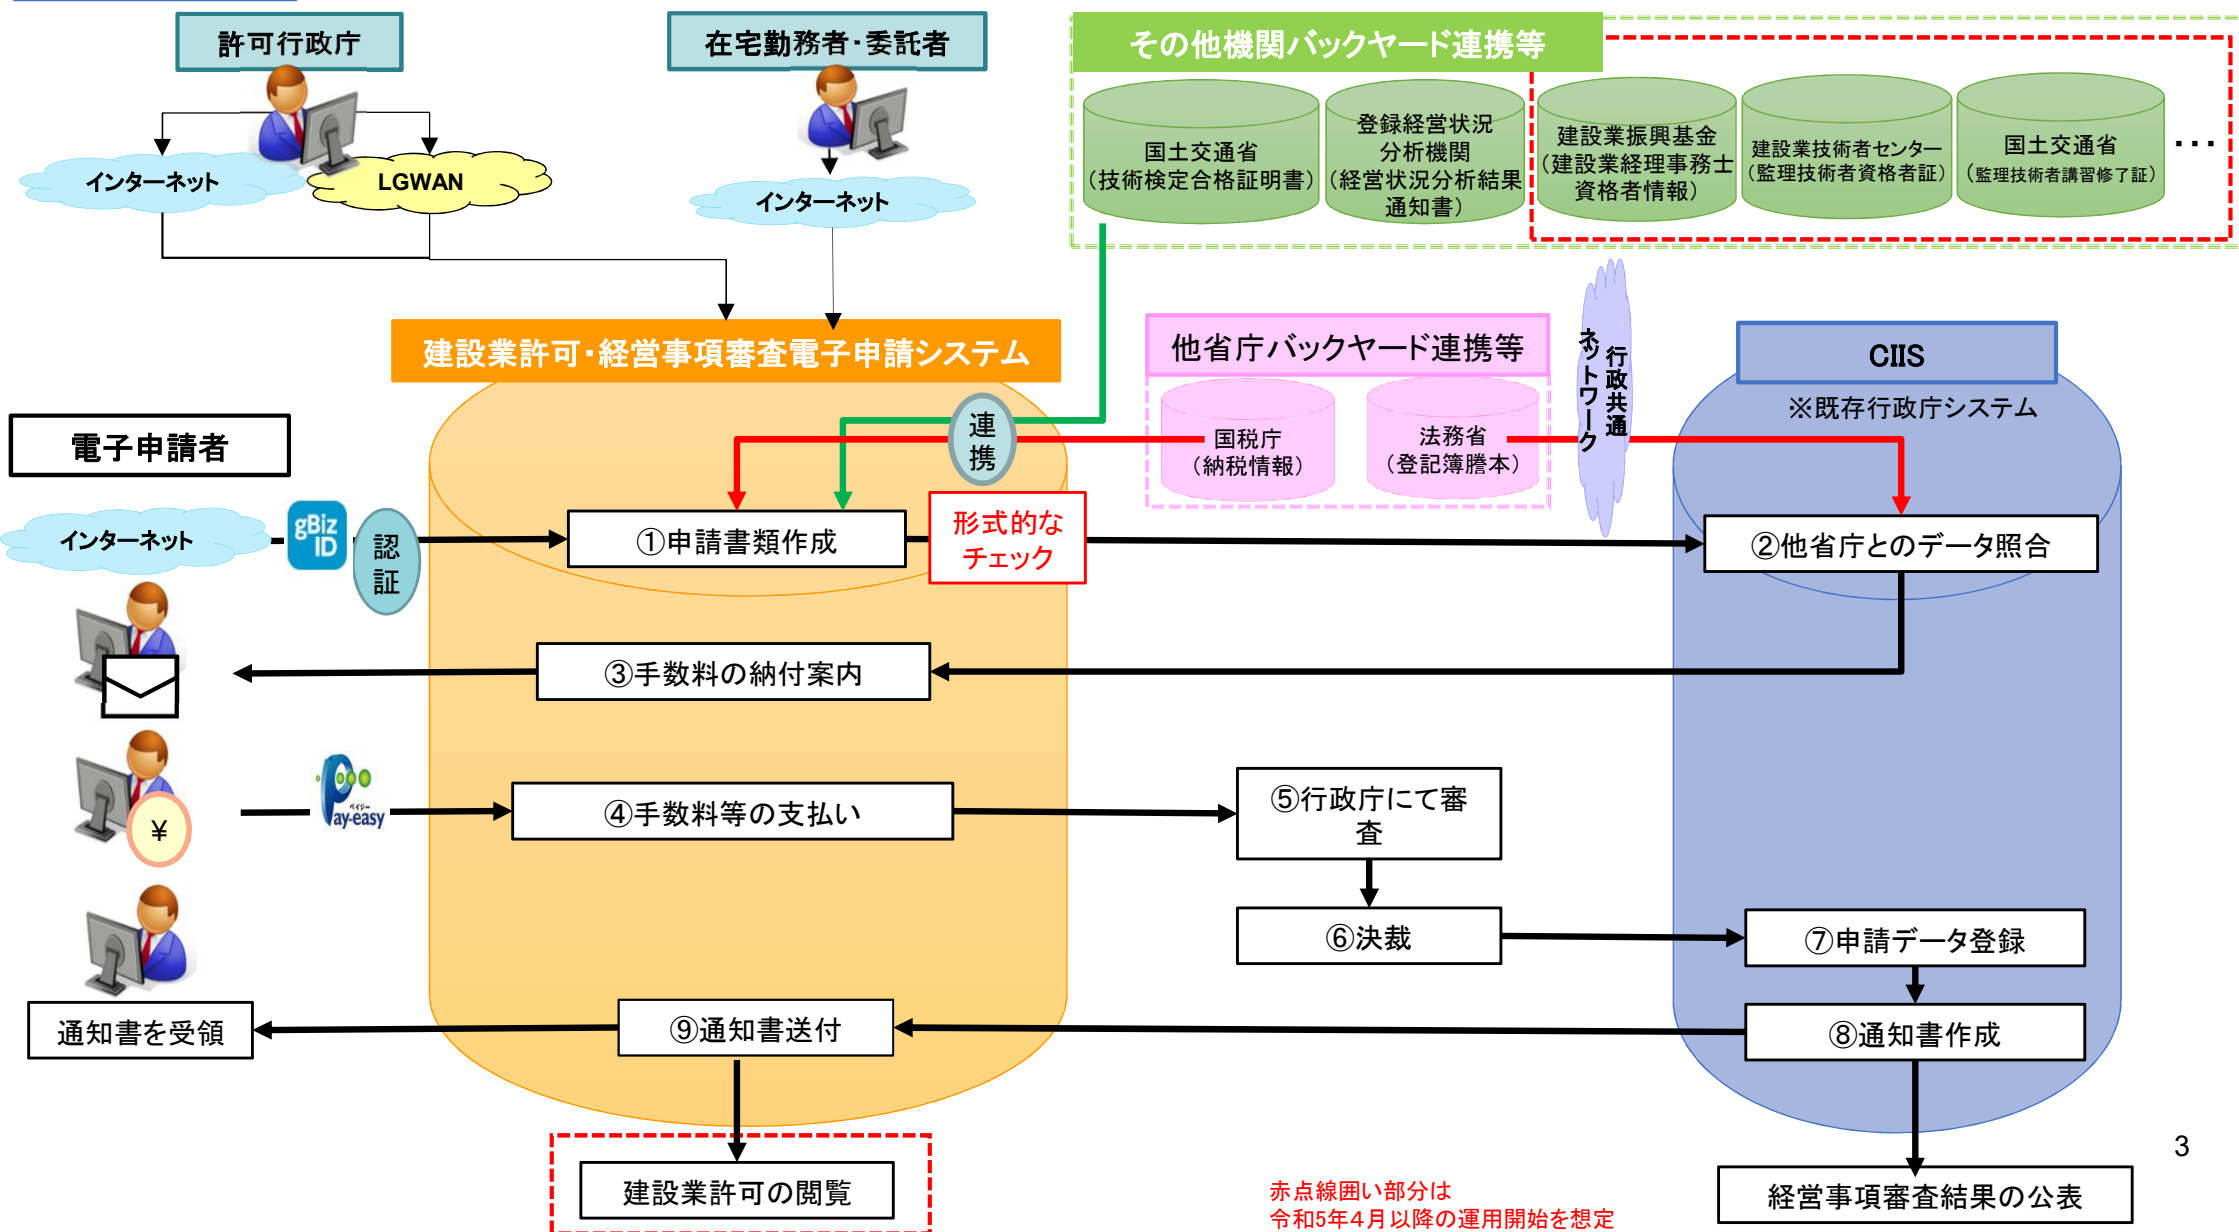 許可行政庁
在宅勤務者・委託者
その他機関バックヤード連携等
インターネット
LGWAN
インターネット
国土交通省
(技術検定合格証明書)
登録経営状況
分析機関
(経営状況分析結果
通知書)
建設業振興基金
(建設業経理事務士
資格者情報)
建設業技術者センター
(監理技術者資格者証)
国土交通省
(監理技術者講習修了証)
・・・
建設業許可・経営事項審査電子申請システム
他省庁バックヤード連携等
行政共通
ネットワーク
CIIS
※既存行政庁システム
電子申請者
連
携
国税庁
(納税情報)
法務省
(登記簿謄本)
インターネット
gBiz
ID
認
証
①申請書類作成
形式的な
チェック
②他省庁とのデータ照合
③手数料の納付案内
¥
ペイジー
Pay-easy
④手数料等の支払い
⑤行政庁にて審
査
⑥決裁
⑦申請データ登録
通知書を受領
⑨通知書送付
⑧通知書作成
建設業許可の閲覧
赤点線囲い部分は
令和5年4月以降の運用開始を想定
経営事項審査結果の公表
3